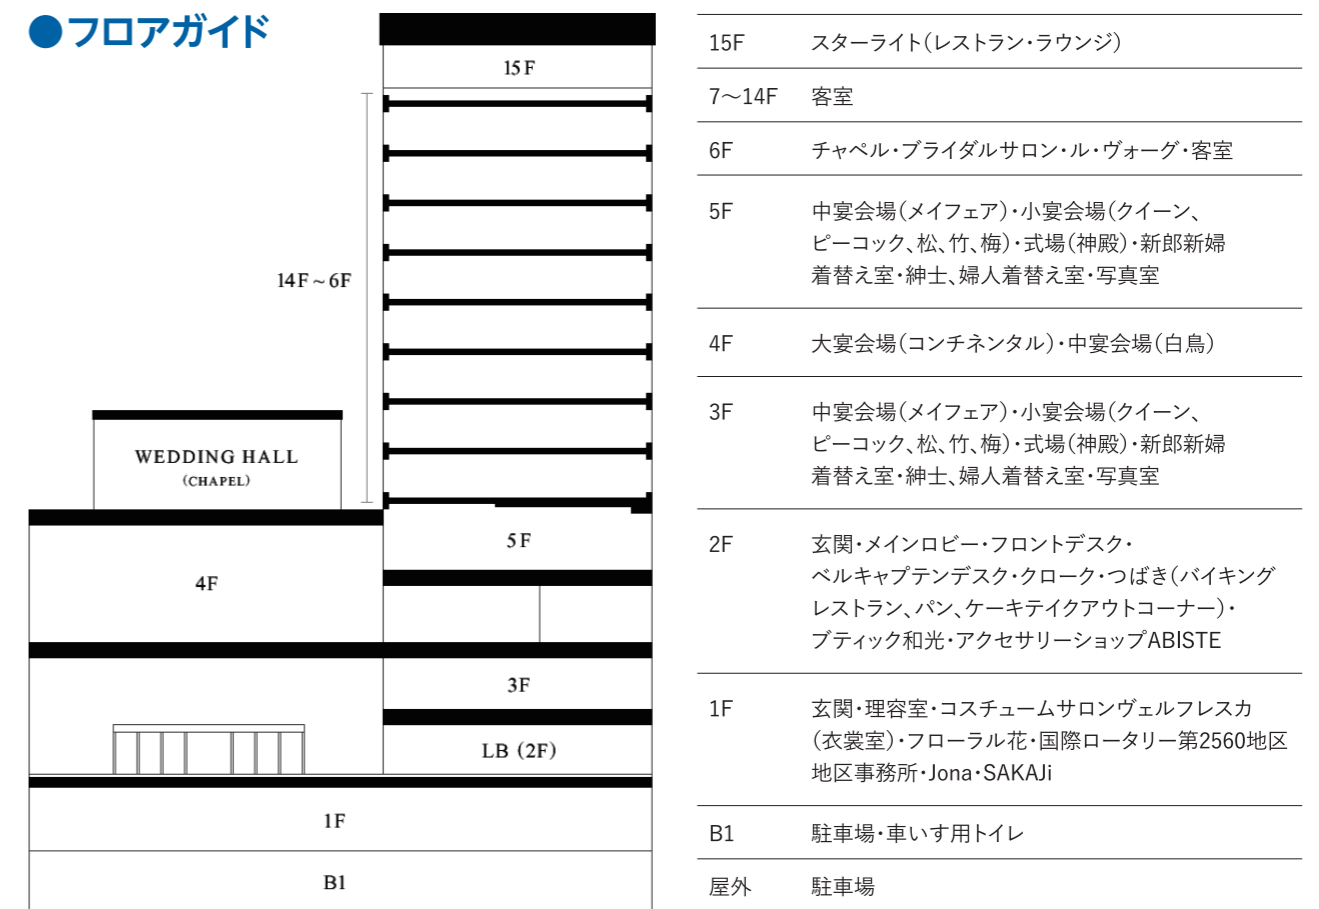 ●フロアガイド
15F
14F～6F
WEDDING HALL
(CHAPEL)
5F
4F
3F
LB (2F)
1F
B1
15F スターライト(レストラン・ラウンジ)
7～14F 客室
6F チャペル・ブライダルサロン・ル・ヴォーグ・客室
5F 中宴会場(メイフェア)・小宴会場(クイーン、
ピーコック、松、竹、梅)・式場(神殿)・新郎新婦
着替え室・紳士、婦人着替え室・写真室
4F 大宴会場(コンチネンタル)・中宴会場(白鳥)
3F 中宴会場(メイフェア)・小宴会場(クイーン、
ピーコック、松、竹、梅)・式場(神殿)・新郎新婦
着替え室・紳士、婦人着替え室・写真室
2F 玄関・メインロビー・フロントデスク・
ベルキャプテンデスク・クローク・つばき(バイキング
レストラン、パン、ケーキテイクアウトコーナー)・
ブティック和光・アクセサリーショップABISTE
1F 玄関・理容室・コスチュームサロンヴェルフレスカ
(衣裳室)・フローラル花・国際ロータリー第2560地区
地区事務所・Jona・SAKAJi
B1 駐車場・車いす用トイレ
屋外 駐車場